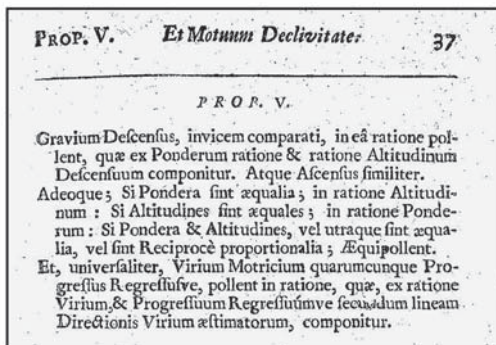 PROP. V. Et Motuum Declivitate. 37
PROP. V.
Gravium Deſcenſus, invicem comparati, in eâ ratione pol-
lent, quæ ex Ponderum ratione & ratione Altitudinum
Deſcenſuum componitur. Atque Aſcenſus ſimiliter.
Adeoque; Si Pondera ſint æqualia; in ratione Altitudi-
num: Si Altitudines ſint æquales; in ratione Ponde-
rum: Si Pondera & Altitudines, vel utraque ſint æqua-
lia, vel ſint Reciprocè proportionalia; Æquipollent.
Et, univerſaliter, Virium Motricium quarumcunque Pro-
greſſus Regreſſuſve, pollent in ratione, quæ, ex ratione
Virium, & Progreſſuum Regreſſuúmve ſecundum lineam
Directionis Virium æſtimatorum, componitur.